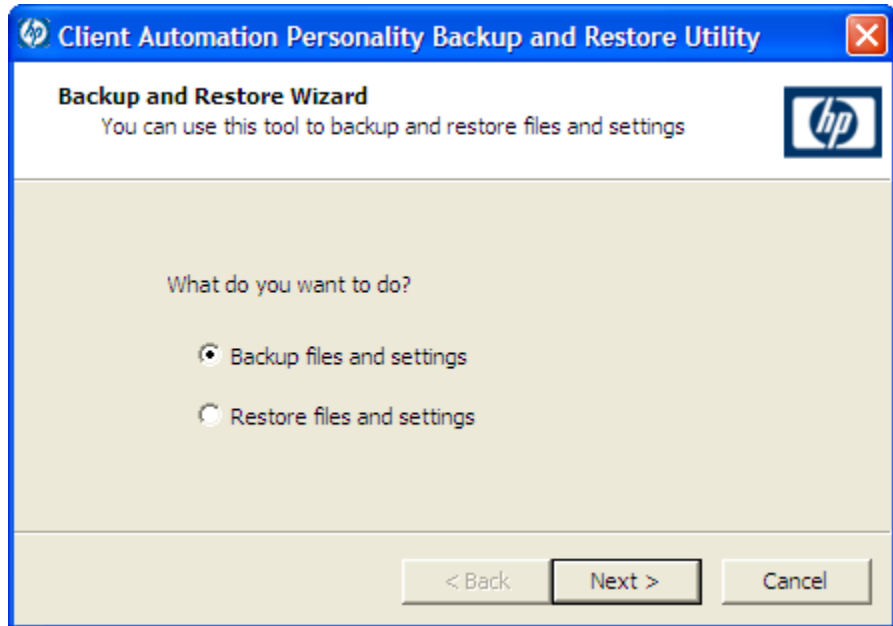 Client Automation Personality Backup and Restore Utility
Backup and Restore Wizard
You can use this tool to backup and restore files and settings
hp
What do you want to do?
Backup files and settings
Restore files and settings
< Back
Next >
Cancel